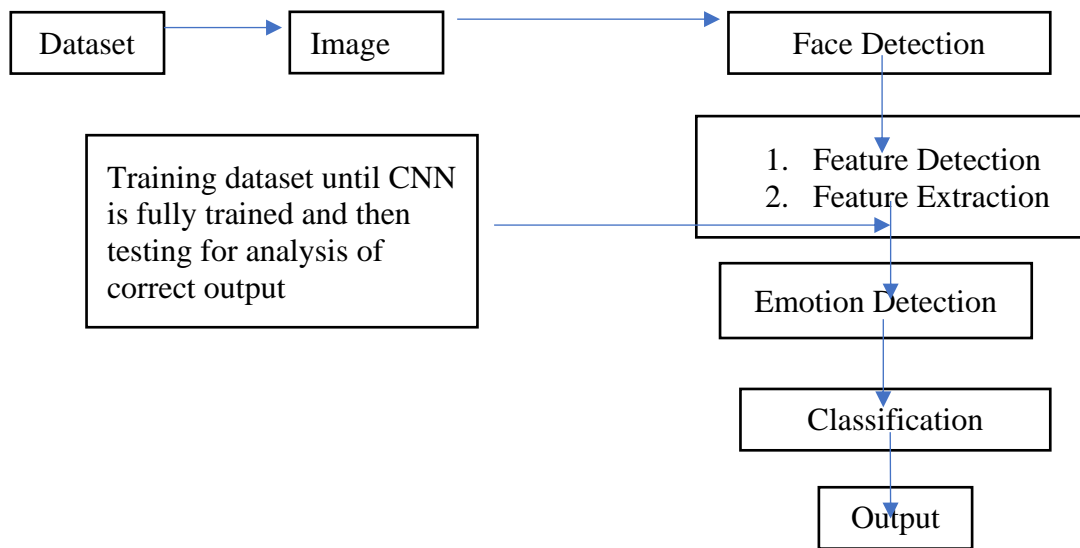 Dataset
Image
Face Detection
1. Feature Detection
2. Feature Extraction
Training dataset until CNN
is fully trained and then
testing for analysis of
correct output
Emotion Detection
Classification
Output